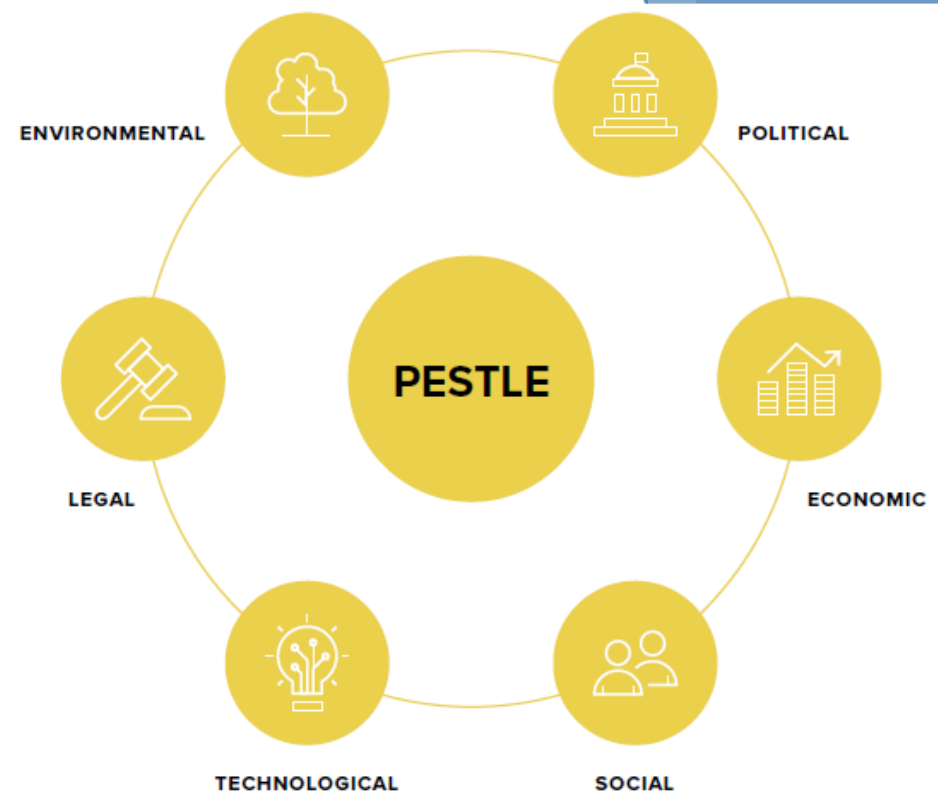 ENVIRONMENTAL
POLITICAL
PESTLE
LEGAL
ECONOMIC
TECHNOLOGICAL
SOCIAL